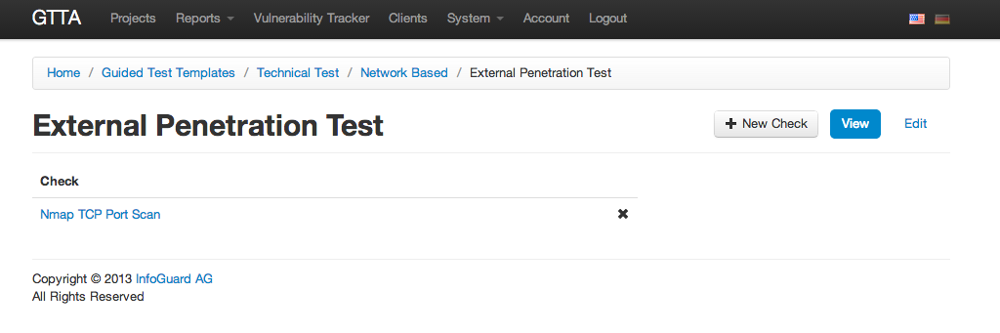 GTTA Projects Reports Vulnerability Tracker Clients System Account Logout
Home / Guided Test Templates / Technical Test / Network Based / External Penetration Test
External Penetration Test New Check View Edit
Check
Nmap TCP Port Scan
Copyright © 2013 InfoGuard AG
All Rights Reserved